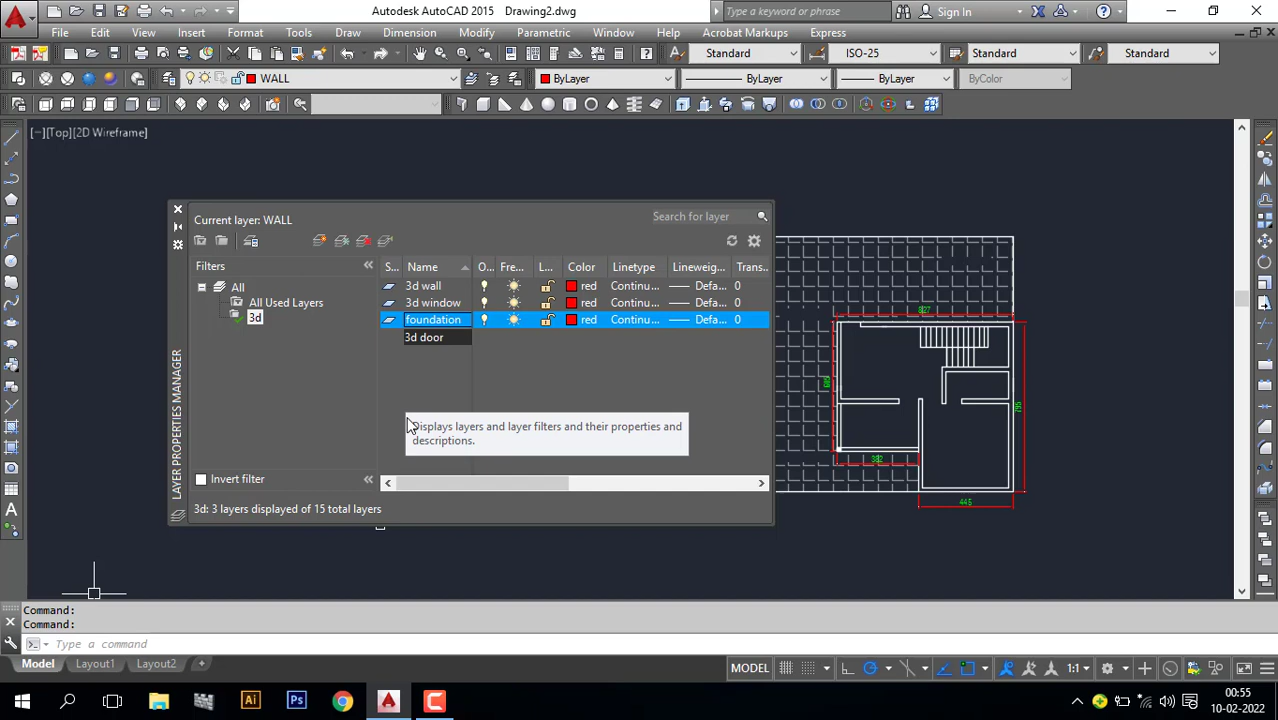 Autodesk AutoCAD 2015 Drawing2.dwg
Type a keyword or phrase
Sign In
File Edit View Insert Format Tools Draw Dimension Modify Parametric Window Help Acrobat Markups Express
Standard ISO-25 Standard Standard
WALL ByLayer ByLayer ByLayer ByColor
[−][Top][2D Wireframe]
Current layer: WALL
Search for layer
Filters
S... Name O... Fre... L... Color Linetype Lineweig... Trans...
All
All Used Layers
3d
3d wall red Continu... Defa... 0
3d window red Continu... Defa... 0
foundation red Continu... Defa... 0
3d door
Displays layers and layer filters and their properties and
descriptions.
Invert filter
3d: 3 layers displayed of 15 total layers
LAYER PROPERTIES MANAGER
827
795
382
445
Command:
Command:
Type a command
Model Layout1 Layout2 +
MODEL 1:1
Ai Ps
00:55
10-02-2022